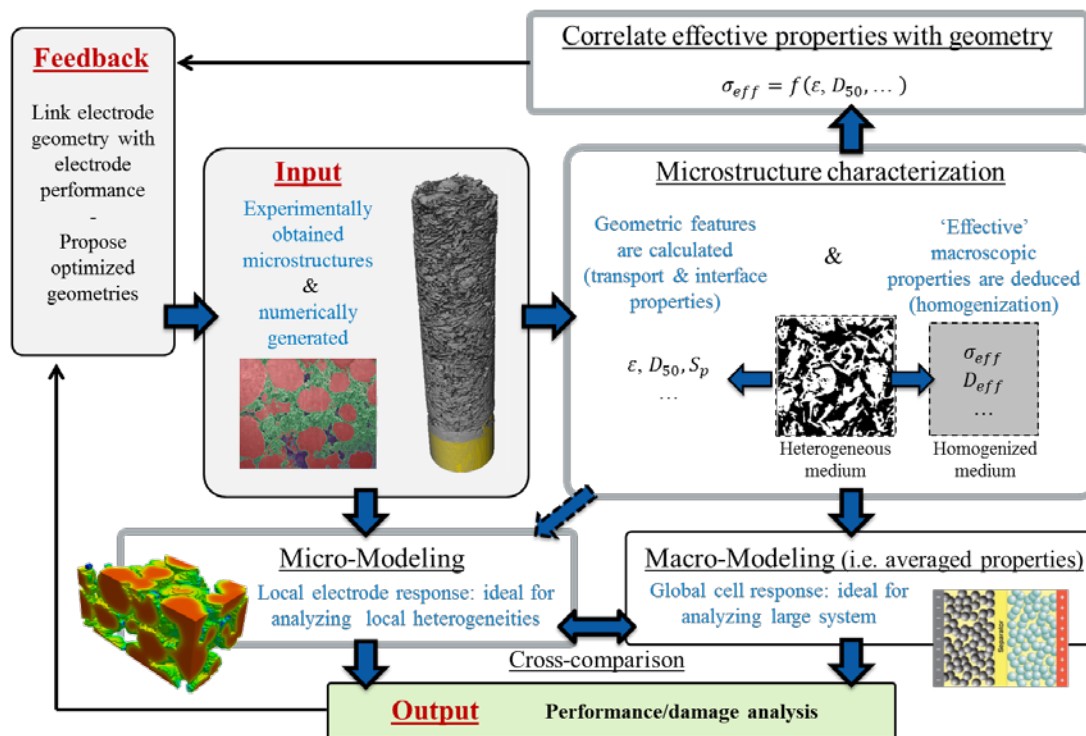 Correlate effective properties with geometry
σ_eff = f(ε, D_50, … )
Feedback
Link electrode
geometry with
electrode
performance
-
Propose
optimized
geometries
Input
Experimentally
obtained
microstructures
&
numerically
generated
Microstructure characterization
Geometric features
are calculated
(transport & interface
properties)
&
‘Effective’
macroscopic
properties are deduced
(homogenization)
ε, D_50, S_p
…
σ_eff
D_eff
…
Heterogeneous
medium
Homogenized
medium
Micro-Modeling
Local electrode response: ideal for
analyzing local heterogeneities
Macro-Modeling (i.e. averaged properties)
Global cell response: ideal for
analyzing large system
Separator
Cross-comparison
Output Performance/damage analysis